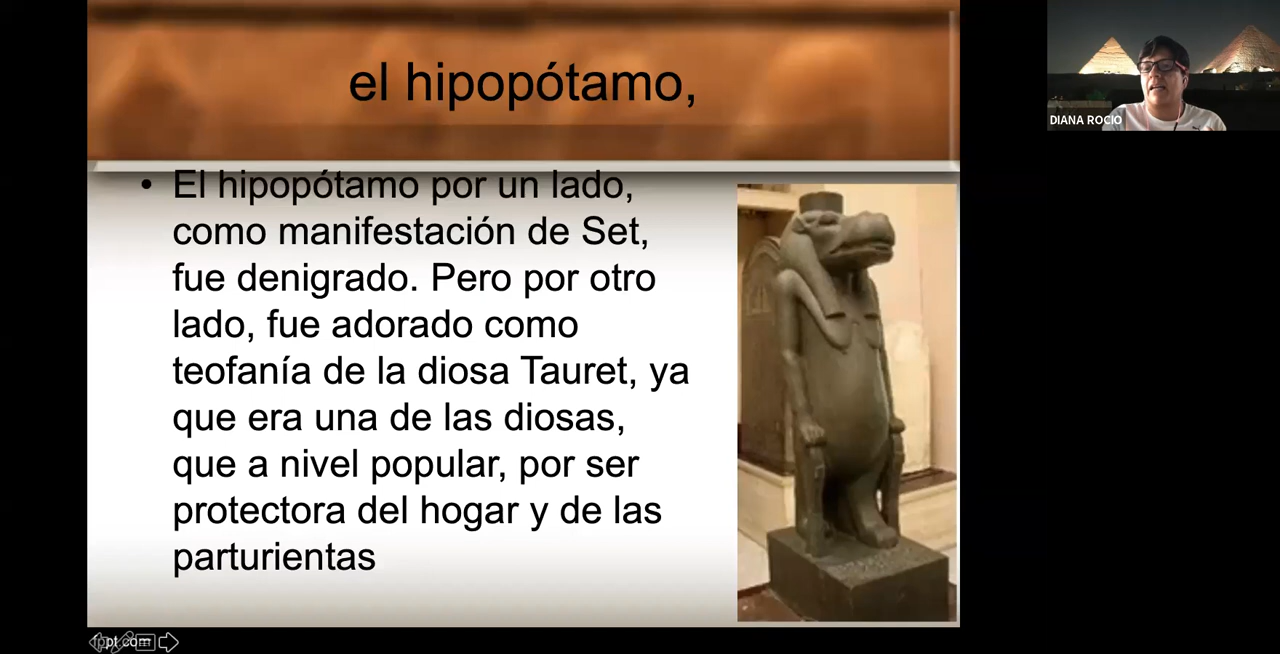 el hipopótamo,
DIANA ROCIO
• El hipopótamo por un lado,
como manifestación de Set,
fue denigrado. Pero por otro
lado, fue adorado como
teofanía de la diosa Tauret, ya
que era una de las diosas,
que a nivel popular, por ser
protectora del hogar y de las
parturientas
fppt.com